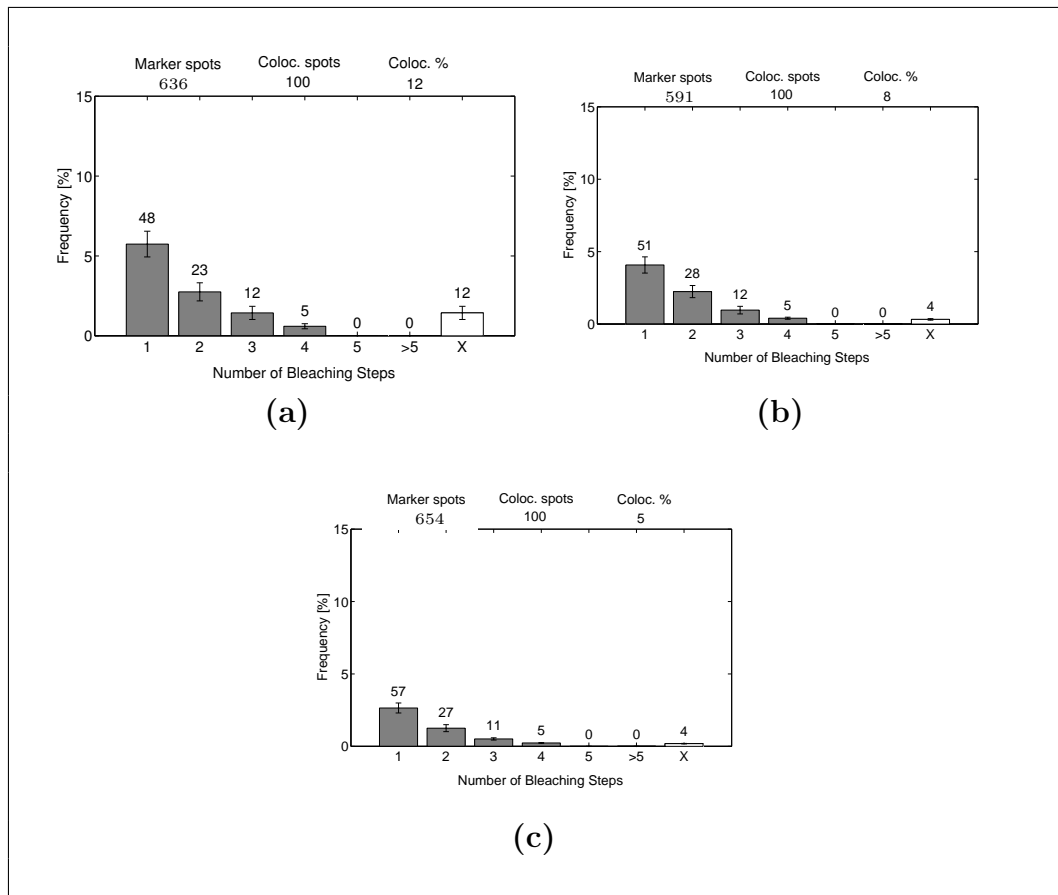 Marker spots Coloc. spots Coloc. %
636 100 12
15
10
5
0
Frequency [%]
48 23 12 5 0 0 12
1 2 3 4 5 >5 X
Number of Bleaching Steps
(a)
Marker spots Coloc. spots Coloc. %
591 100 8
15
10
5
0
Frequency [%]
51 28 12 5 0 0 4
1 2 3 4 5 >5 X
Number of Bleaching Steps
(b)
Marker spots Coloc. spots Coloc. %
654 100 5
15
10
5
0
Frequency [%]
57 27 11 5 0 0 4
1 2 3 4 5 >5 X
Number of Bleaching Steps
(c)